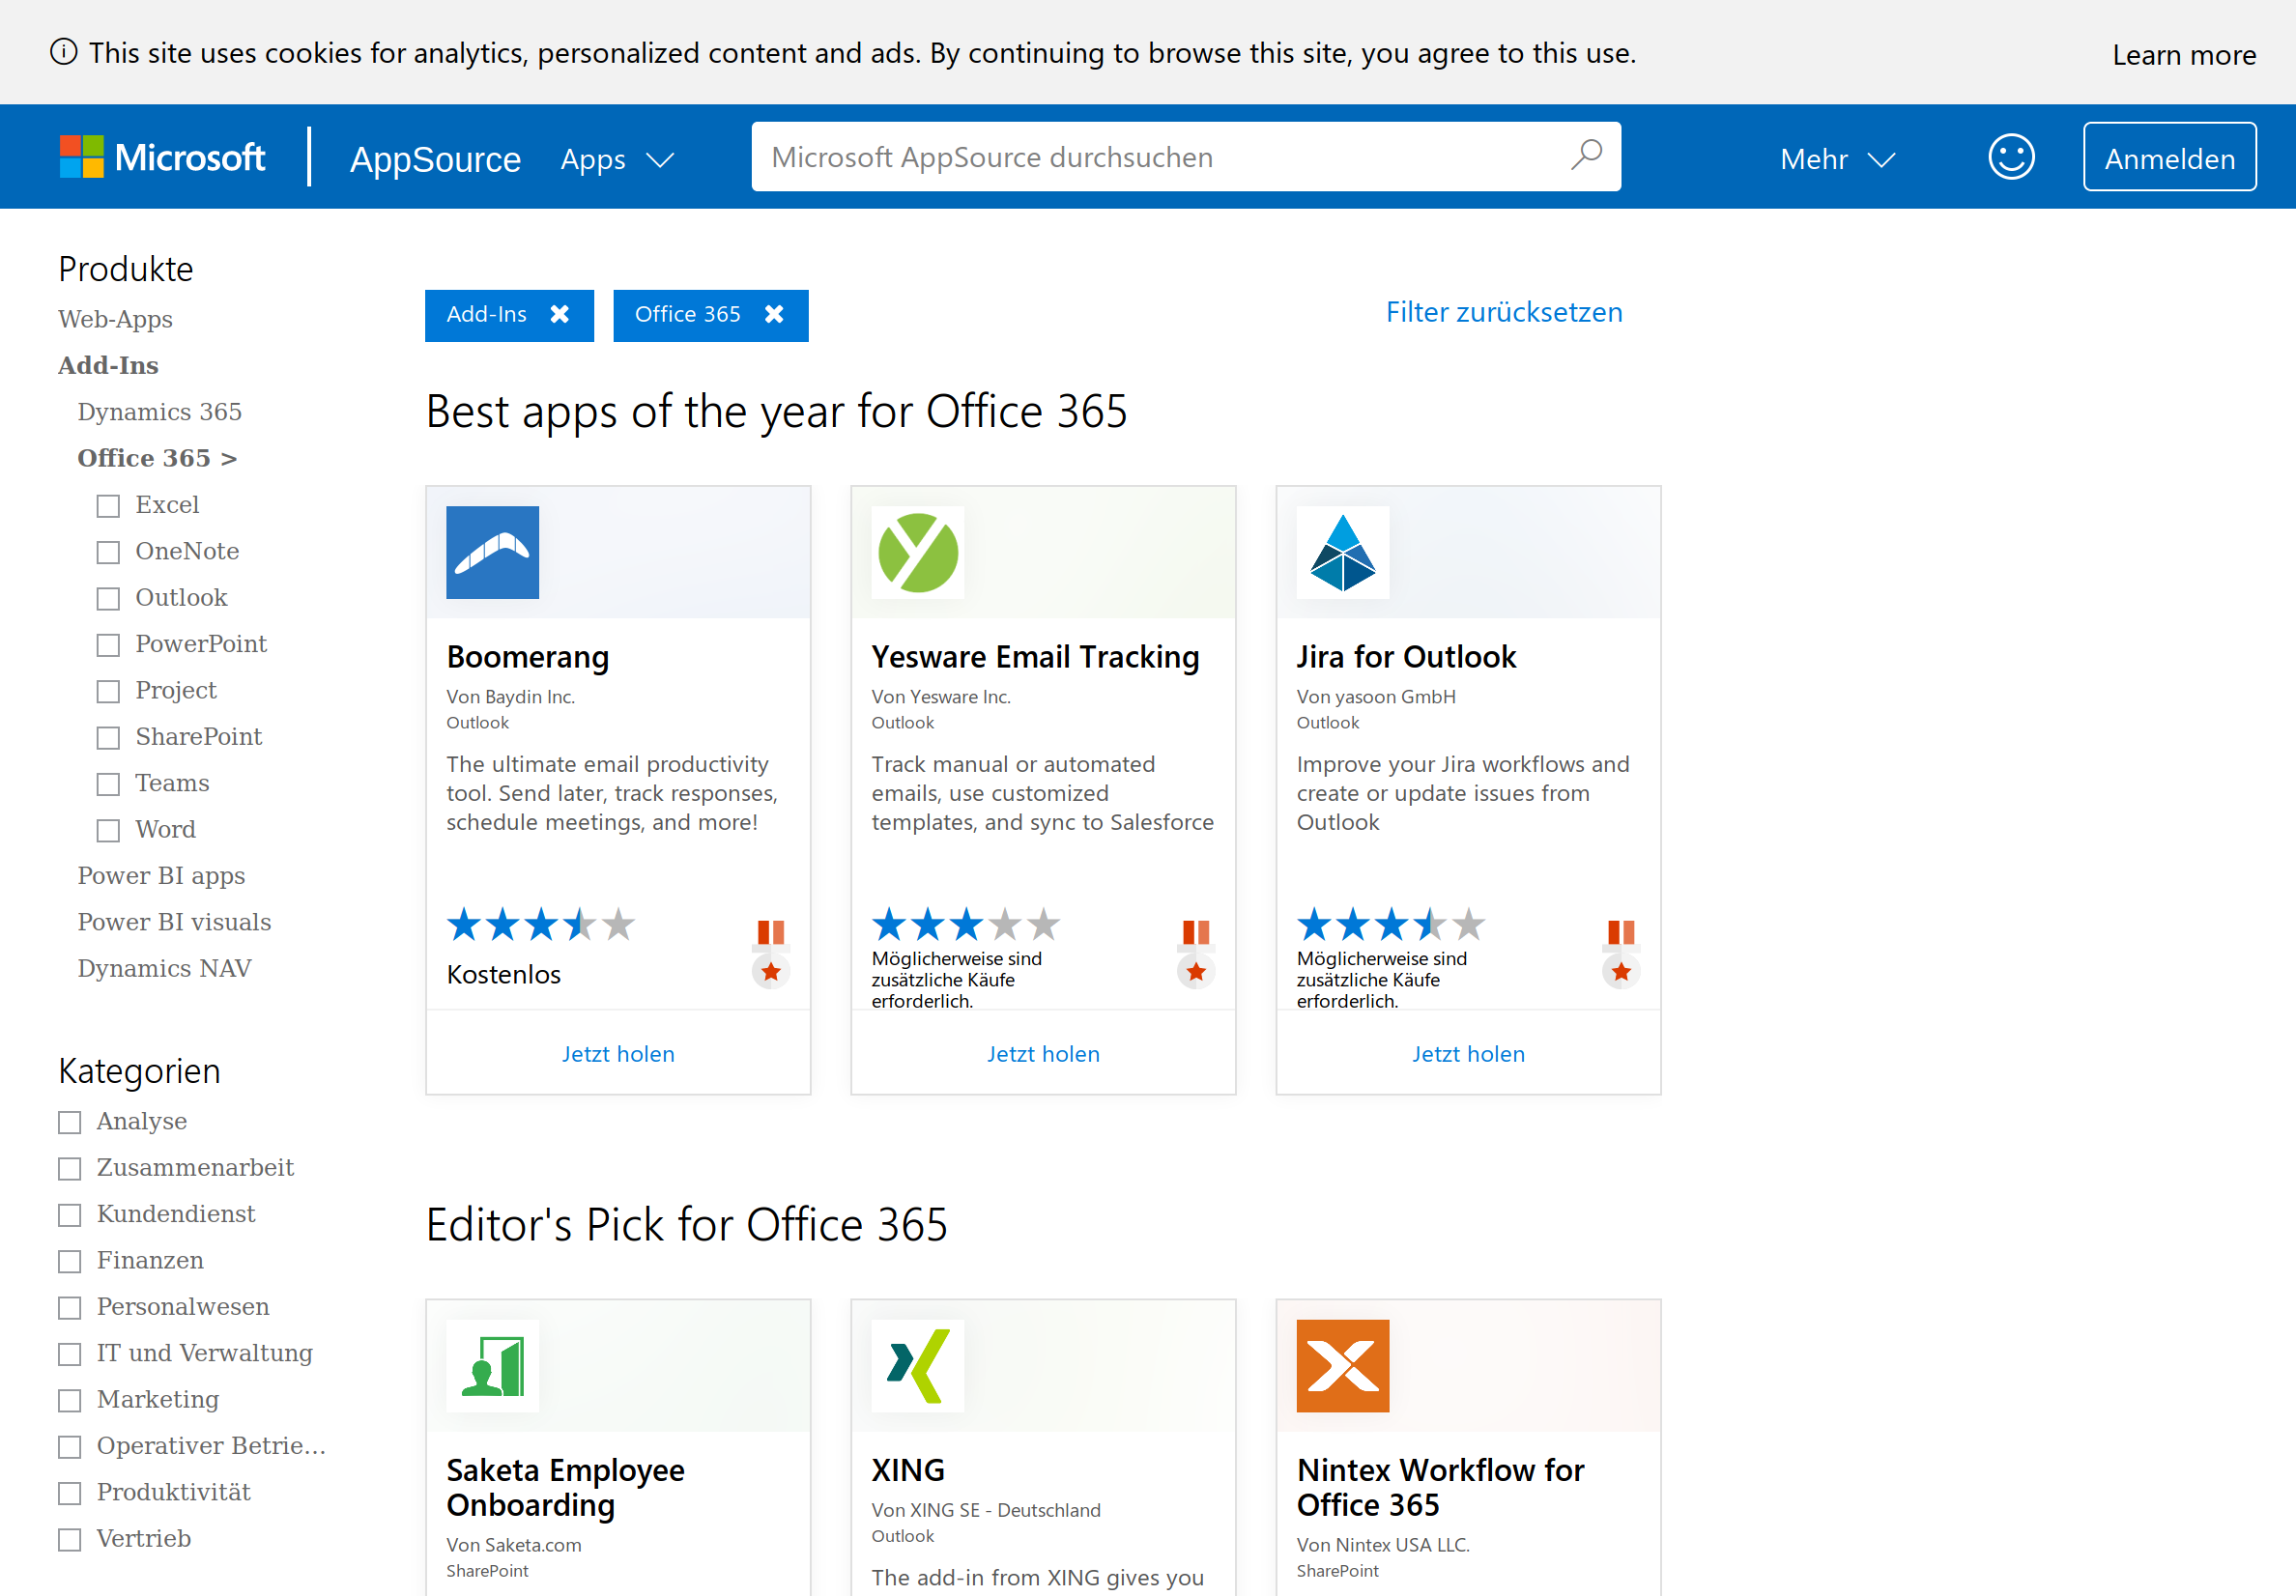 This site uses cookies for analytics, personalized content and ads. By continuing to browse this site, you agree to this use.
Learn more
Microsoft
AppSource
Apps
Microsoft AppSource durchsuchen
Mehr
Anmelden
Produkte
Web-Apps
Add-Ins
Dynamics 365
Office 365 >
Excel
OneNote
Outlook
PowerPoint
Project
SharePoint
Teams
Word
Power BI apps
Power BI visuals
Dynamics NAV
Kategorien
Analyse
Zusammenarbeit
Kundendienst
Finanzen
Personalwesen
IT und Verwaltung
Marketing
Operativer Betrie...
Produktivität
Vertrieb
Add-Ins
Office 365
Filter zurücksetzen
Best apps of the year for Office 365
Boomerang
Von Baydin Inc.
Outlook
The ultimate email productivity
tool. Send later, track responses,
schedule meetings, and more!
Kostenlos
Jetzt holen
Yesware Email Tracking
Von Yesware Inc.
Outlook
Track manual or automated
emails, use customized
templates, and sync to Salesforce
Möglicherweise sind
zusätzliche Käufe
erforderlich.
Jetzt holen
Jira for Outlook
Von yasoon GmbH
Outlook
Improve your Jira workflows and
create or update issues from
Outlook
Möglicherweise sind
zusätzliche Käufe
erforderlich.
Jetzt holen
Editor's Pick for Office 365
Saketa Employee
Onboarding
Von Saketa.com
SharePoint
XING
Von XING SE - Deutschland
Outlook
The add-in from XING gives you
Nintex Workflow for
Office 365
Von Nintex USA LLC.
SharePoint